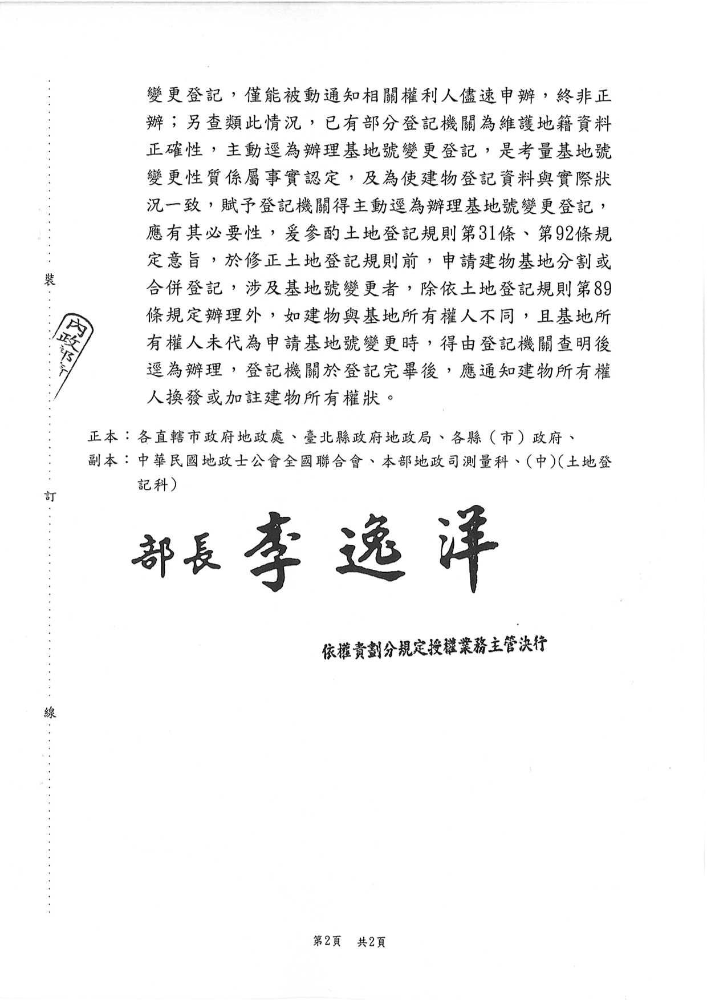 變更登記，僅能被動通知相關權利人儘速申辦，終非正
辦；另查類此情況，已有部分登記機關為維護地籍資料
正確性，主動逕為辦理基地號變更登記，是考量基地號
變更性質係屬事實認定，及為使建物登記資料與實際狀
況一致，賦予登記機關得主動逕為辦理基地號變更登記，
應有其必要性，爰參酌土地登記規則第31條、第92條規
定意旨，於修正土地登記規則前，申請建物基地分割或
合併登記，涉及基地號變更者，除依土地登記規則第89
條規定辦理外，如建物與基地所有權人不同，且基地所
有權人未代為申請基地號變更時，得由登記機關查明後
逕為辦理，登記機關於登記完畢後，應通知建物所有權
人換發或加註建物所有權狀。
正本：各直轄市政府地政處、臺北縣政府地政局、各縣（市）政府、
副本：中華民國地政士公會全國聯合會、本部地政司測量科、(中)(土地登
記科）
部長 李逸洋
依權責劃分規定授權業務主管決行
裝
內政部
訂
線
第2頁 共2頁